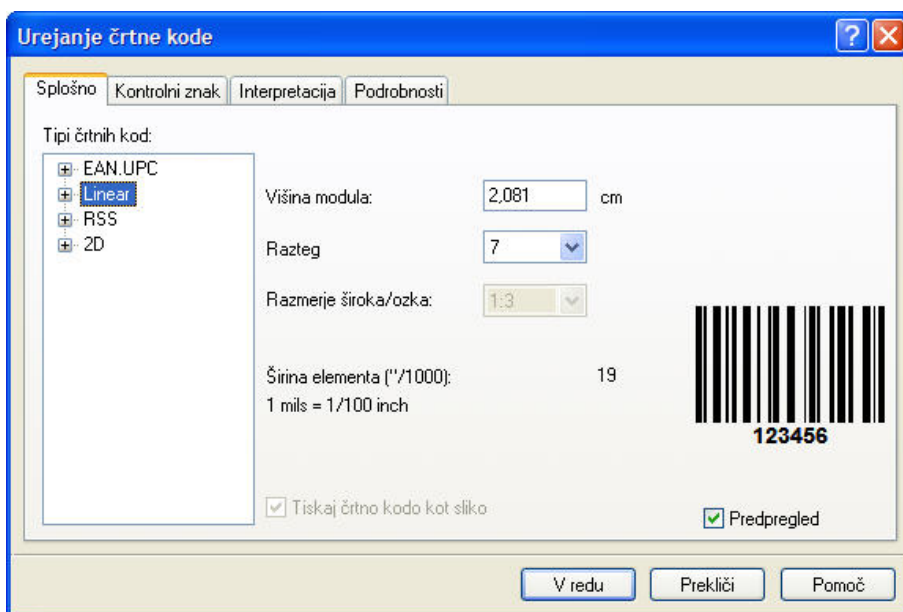 Urejanje črtne kode
Splošno Kontrolni znak Interpretacija Podrobnosti
Tipi črtnih kod:
EAN.UPC
Linear
RSS
2D
Višina modula: 2,081 cm
Razteg 7
Razmerje široka/ozka: 1:3
Širina elementa (''/1000): 19
1 mils = 1/100 inch
123456
Tiskaj črtno kodo kot sliko
Predpregled
V redu Prekliči Pomoč